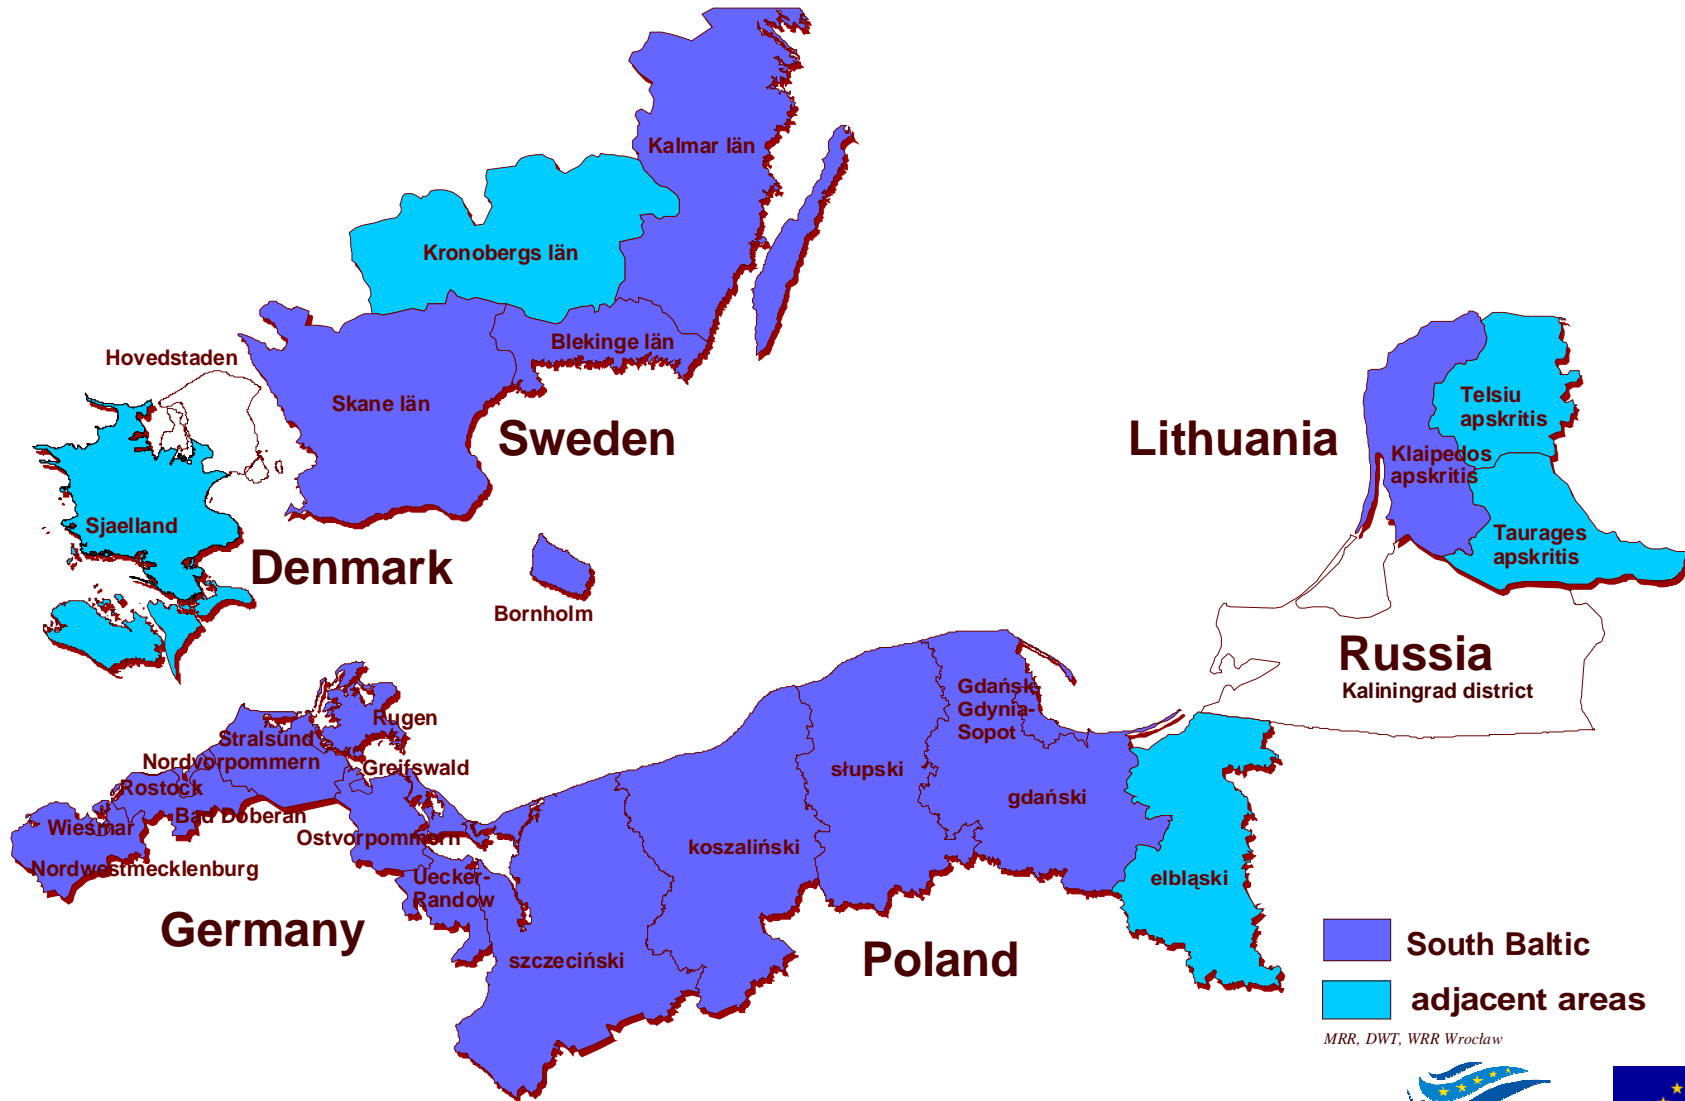 Kalmar län
Kronobergs län
Blekinge län
Hovedstaden
Skane län
Sweden
Lithuania
Telsiu
apskritis
Klaipedos
apskritis
Taurages
apskritis
Sjaelland
Denmark
Bornholm
Russia
Kaliningrad district
Rugen
Stralsund
Nordvorpommern
Greifswald
Rostock
Bad Doberan
Wiesmar
Ostvorpommern
Nordwestmecklenburg
Uecker-
Randow
Germany
Gdańsk-
Gdynia-
Sopot
słupski
gdański
koszaliński
elbląski
szczeciński
Poland
South Baltic
adjacent areas
MRR, DWT, WRR Wrocław